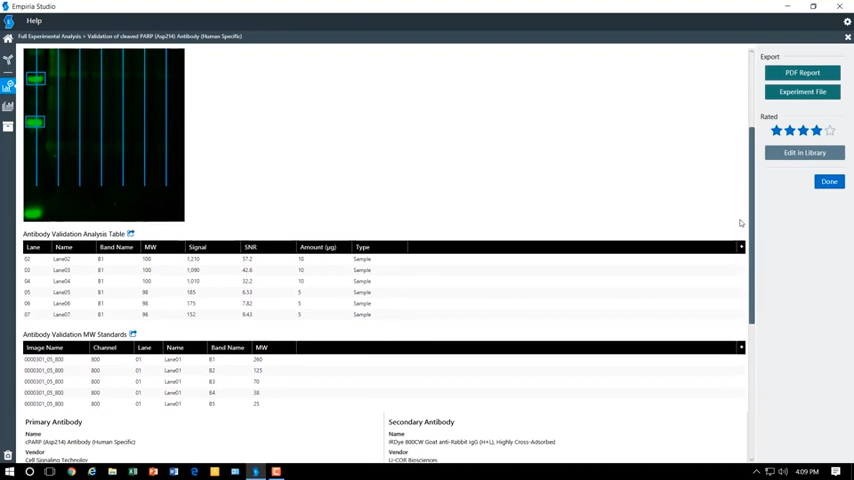 Empiria Studio
Help
Full Experimental Analysis > Validation of cleaved PARP (Asp214) Antibody (Human Specific)
Export
PDF Report
Experiment File
Rated
Edit in Library
Done
Antibody Validation Analysis Table
Lane Name Band Name MW Signal SNR Amount (µg) Type
02 Lane02 B1 100 1,210 57.2 10 Sample
03 Lane03 B1 100 1,090 42.6 10 Sample
04 Lane04 B1 100 1,010 32.2 10 Sample
05 Lane05 B1 98 185 6.53 5 Sample
06 Lane06 B1 98 175 7.82 5 Sample
07 Lane07 B1 98 152 9.43 5 Sample
Antibody Validation MW Standards
Image Name Channel Lane Name Band Name MW
0000301_05_800 800 01 Lane01 B1 260
0000301_05_800 800 01 Lane01 B2 125
0000301_05_800 800 01 Lane01 B3 70
0000301_05_800 800 01 Lane01 B4 38
0000301_05_800 800 01 Lane01 B5 25
Primary Antibody
Name
cPARP (Asp214) Antibody (Human Specific)
Vendor
Cell Signaling Technology
Secondary Antibody
Name
IRDye 800CW Goat anti-Rabbit IgG (H+L), Highly Cross-Adsorbed
Vendor
LI-COR Biosciences
4:09 PM